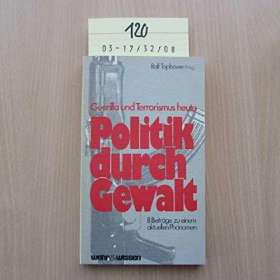 120
03-17/32/08
Rolf Tophoven
Guerilla und Terrorismus heute
Politik
durch
Gewalt
8 Beiträge zu einem
aktuellen Phänomen
wehr & wissen